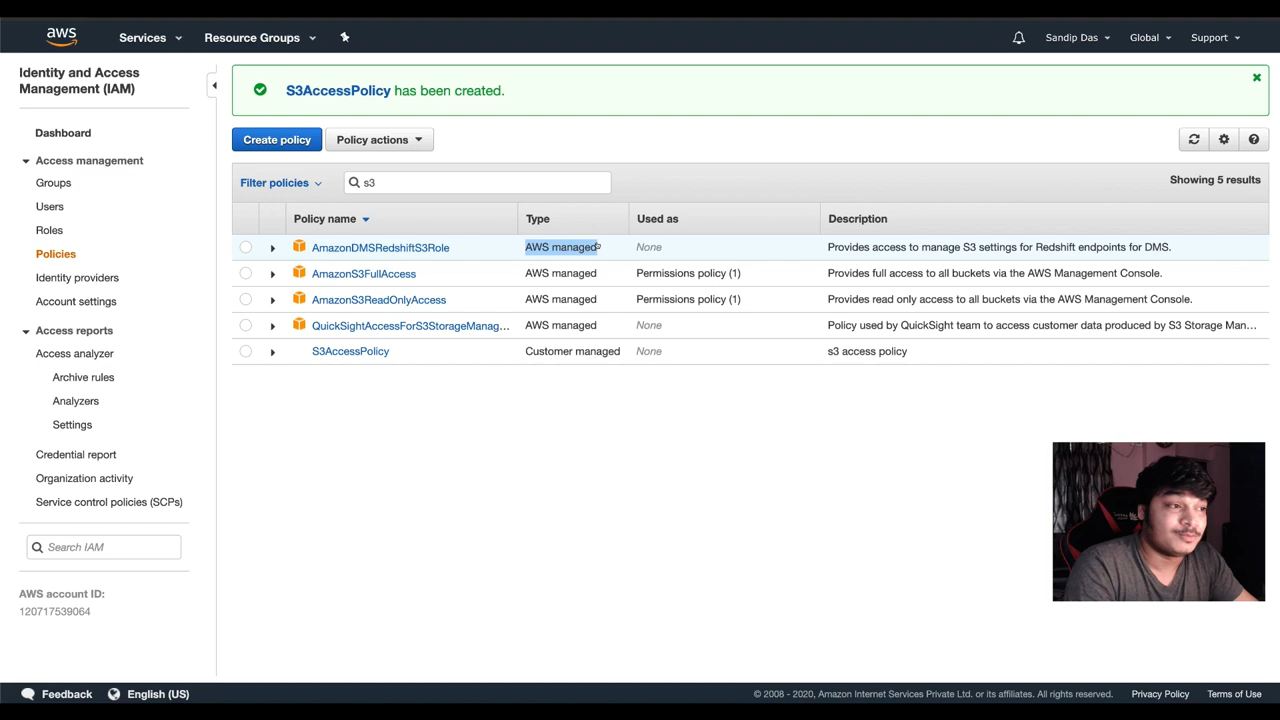 aws
Services
Resource Groups
Sandip Das
Global
Support
Identity and Access
Management (IAM)
Dashboard
Access management
Groups
Users
Roles
Policies
Identity providers
Account settings
Access reports
Access analyzer
Archive rules
Analyzers
Settings
Credential report
Organization activity
Service control policies (SCPs)
Search IAM
AWS account ID:
120717539064
S3AccessPolicy has been created.
Create policy
Policy actions
Filter policies
s3
Showing 5 results
Policy name Type Used as Description
AmazonDMSRedshiftS3Role AWS managed None Provides access to manage S3 settings for Redshift endpoints for DMS.
AmazonS3FullAccess AWS managed Permissions policy (1) Provides full access to all buckets via the AWS Management Console.
AmazonS3ReadOnlyAccess AWS managed Permissions policy (1) Provides read only access to all buckets via the AWS Management Console.
QuickSightAccessForS3StorageManag... AWS managed None Policy used by QuickSight team to access customer data produced by S3 Storage Man...
S3AccessPolicy Customer managed None s3 access policy
Feedback
English (US)
© 2008 - 2020, Amazon Internet Services Private Ltd. or its affiliates. All rights reserved.
Privacy Policy
Terms of Use